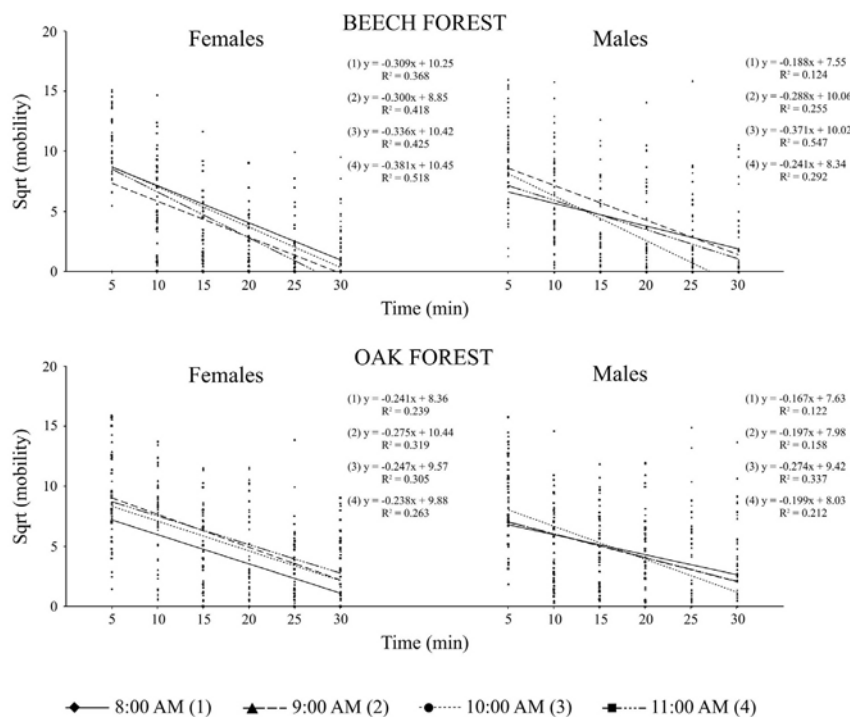 BEECH FOREST
Females
Sqrt (mobility)
20
15
10
5
0
5 10 15 20 25 30
Time (min)
(1) y = -0.309x + 10.25
R² = 0.368
(2) y = -0.300x + 8.85
R² = 0.418
(3) y = -0.336x + 10.42
R² = 0.425
(4) y = -0.381x + 10.45
R² = 0.518
Males
5 10 15 20 25 30
Time (min)
(1) y = -0.188x + 7.55
R² = 0.124
(2) y = -0.288x + 10.06
R² = 0.255
(3) y = -0.371x + 10.02
R² = 0.547
(4) y = -0.241x + 8.34
R² = 0.292
OAK FOREST
Females
Sqrt (mobility)
20
15
10
5
0
5 10 15 20 25 30
Time (min)
(1) y = -0.241x + 8.36
R² = 0.239
(2) y = -0.275x + 10.44
R² = 0.319
(3) y = -0.247x + 9.57
R² = 0.305
(4) y = -0.238x + 9.88
R² = 0.263
Males
5 10 15 20 25 30
Time (min)
(1) y = -0.167x + 7.63
R² = 0.122
(2) y = -0.197x + 7.98
R² = 0.158
(3) y = -0.274x + 9.42
R² = 0.337
(4) y = -0.199x + 8.03
R² = 0.212
8:00 AM (1) 9:00 AM (2) 10:00 AM (3) 11:00 AM (4)